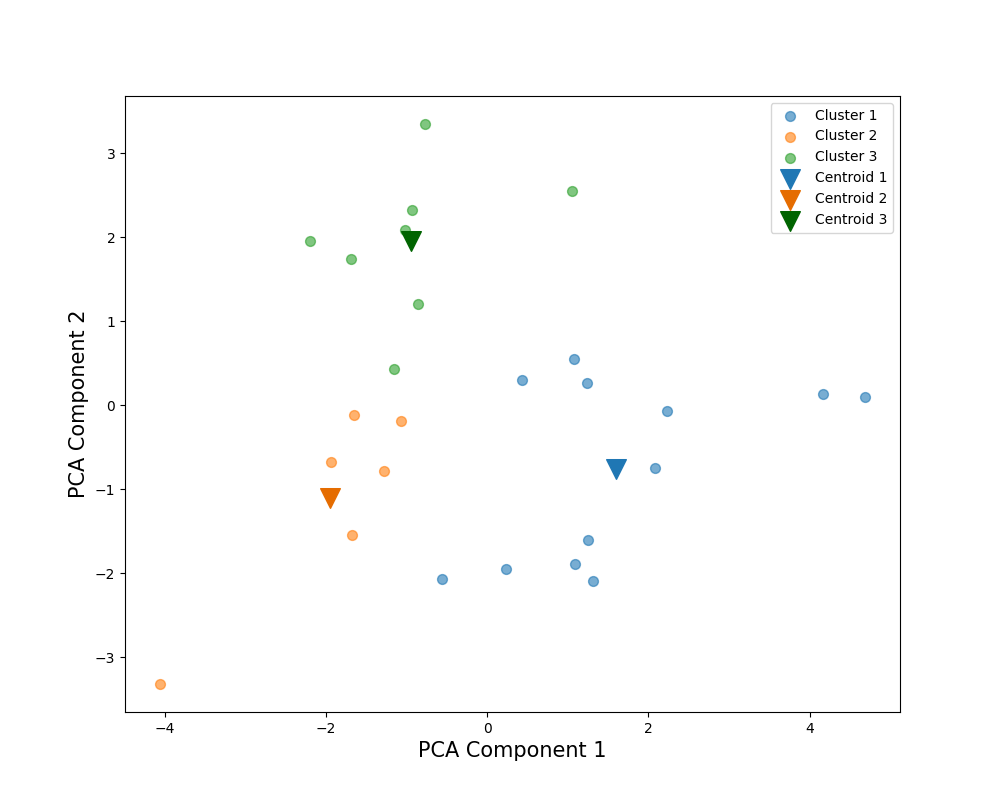 Cluster 1
Cluster 2
Cluster 3
Centroid 1
Centroid 2
Centroid 3
3
2
1
0
−1
−2
−3
PCA Component 2
−4 −2 0 2 4
PCA Component 1